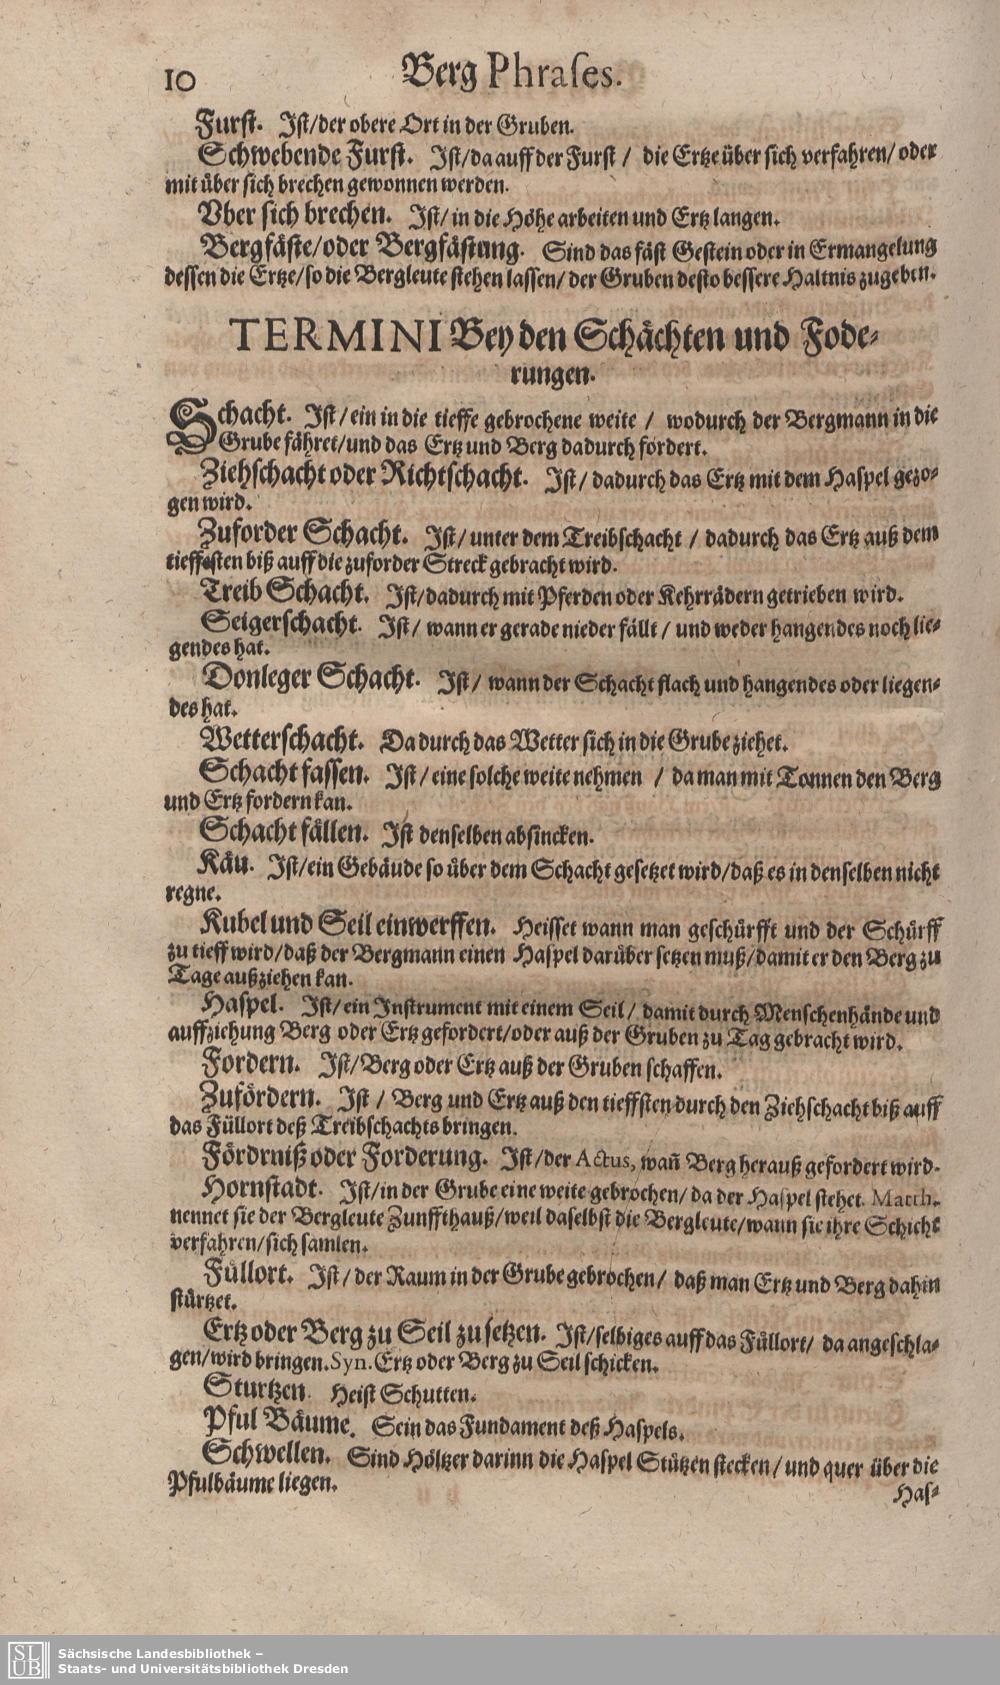 10 Berg Phrases.
Furst. Ist/der obere Ort in der Gruben.
Schwebende Furst. Ist/da auff der Furst / die Ertze über sich verfahren/ oder
mit über sich brechen gewonnen werden.
Vber sich brechen. Ist/ in die Höhe arbeiten und Ertz langen.
Bergfäste/oder Bergfästung. Sind das fäst Gestein oder in Ermangelung
dessen die Ertze/so die Bergleute stehen lassen/ der Gruben desto bessere Haltnis zugeben.
TERMINI Bey den Schächten und Fode-
rungen.
Schacht. Ist/ein in die tieffe gebrochene weite / wodurch der Bergmann in die
Grube fähret/und das Ertz und Berg dadurch fordert.
Ziehschacht oder Richtschacht. Ist/ dadurch das Ertz mit dem Haspel gezo-
gen wird.
Zuforder Schacht. Ist/ unter dem Treibschacht / dadurch das Ertz auß dem
tieffesten biß auff die zuforder Streck gebracht wird.
Treib Schacht. Ist/dadurch mit Pferden oder Kehrrädern getrieben wird.
Seigerschacht. Ist/ wann er gerade nieder fällt / und weder hangendes noch lie-
gendes hat.
Donleger Schacht. Ist/ wann der Schacht flach und hangendes oder liegen-
des hat.
Wetterschacht. Da durch das Wetter sich in die Grube ziehet.
Schacht fassen. Ist/ eine solche weite nehmen / da man mit Tonnen den Berg
und Ertz fordern kan.
Schacht fällen. Ist denselben absincken.
Käu. Ist/ein Gebäude so über dem Schacht gesetzet wird/daß es in denselben nicht
regne.
Kubel und Seil einwerffen. Heisset wann man geschürfft und der Schürff
zu tieff wird/daß der Bergmann einen Haspel darüber setzen muß/damit er den Berg zu
Tage außziehen kan.
Haspel. Ist/ein Instrument mit einem Seil/ damit durch Menschenhände und
auffziehung Berg oder Ertz gefordert/oder auß der Gruben zu Tag gebracht wird.
Fordern. Ist/Berg oder Ertz auß der Gruben schaffen.
Zufördern. Ist / Berg und Ertz auß den tieffsten durch den Ziehschacht biß auff
das Füllort deß Treibschachts bringen.
Fördrniß oder Forderung. Ist/der Actus, wañ Berg herauß gefordert wird.
Hornstadt. Ist/in der Grube eine weite gebrochen/ da der Haspel stehet. Matth.
nennet sie der Bergleute Zunffthauß/weil daselbst die Bergleute/wann sie ihre Schicht
verfahren/sich samlen.
Füllort. Ist/ der Raum in der Grube gebrochen/ daß man Ertz und Berg dahin
stürtzet.
Ertz oder Berg zu Seil zu setzen. Ist/selbiges auff das Füllort/ da angeschla-
gen/wird bringen. Syn. Ertz oder Berg zu Seil schicken.
Sturtzen. Heist Schutten.
Pful Bäume. Sein das Fundament deß Haspels.
Schwellen. Sind Höltzer darinn die Haspel Stützen stecken/ und quer über die
Pfulbäume liegen.
Has-
SLUB
Sächsische Landesbibliothek –
Staats- und Universitätsbibliothek Dresden